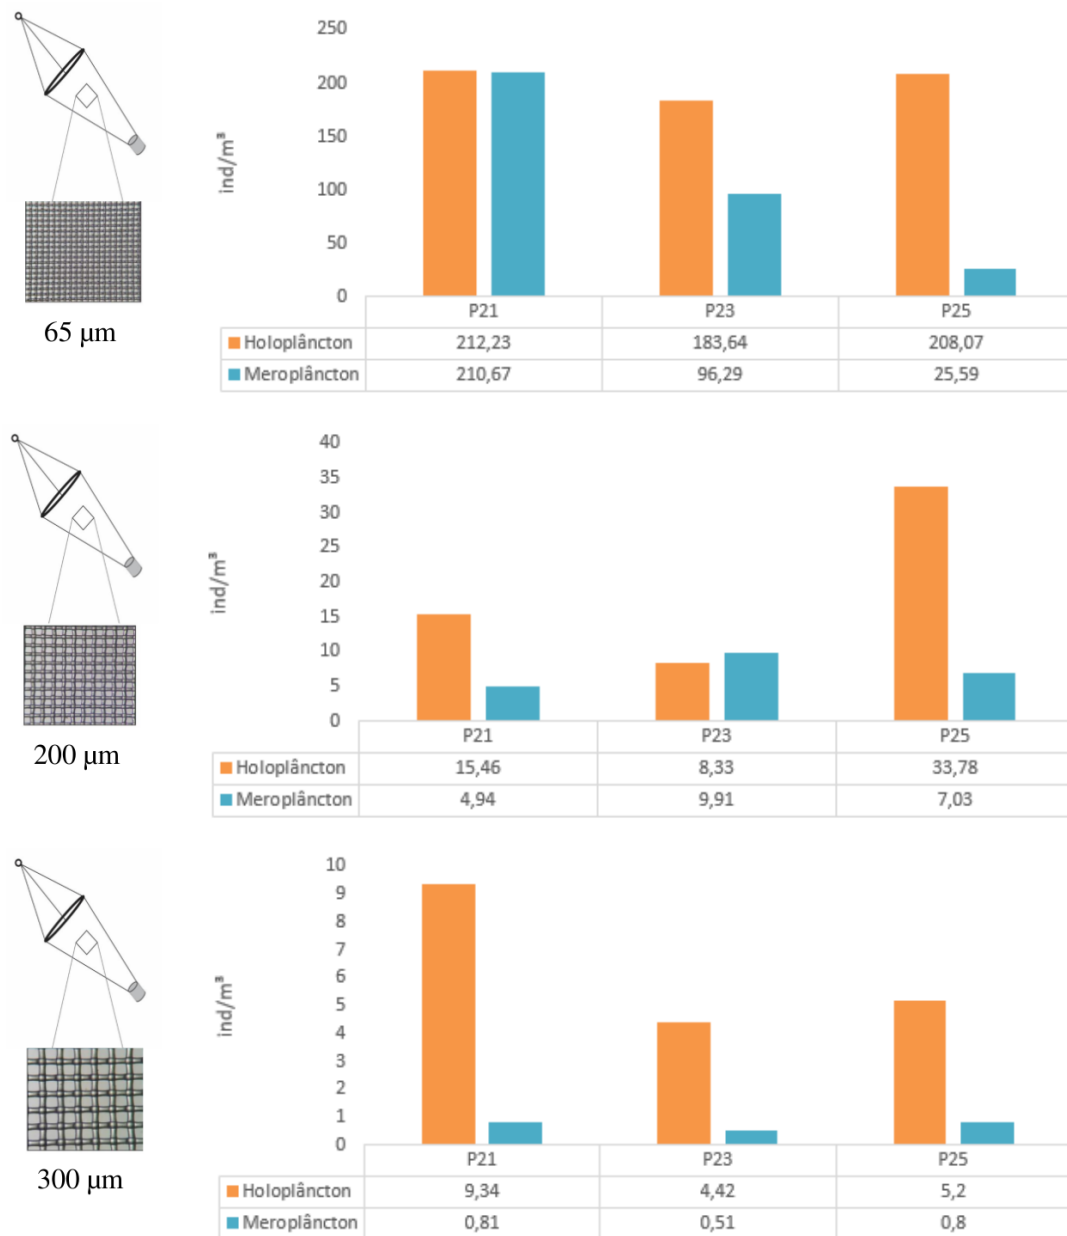 250
200
150
100
50
0
ind/m³
P21 P23 P25
Holoplâncton 212,23 183,64 208,07
Meroplâncton 210,67 96,29 25,59
65 µm
40
35
30
25
20
15
10
5
0
ind/m³
P21 P23 P25
Holoplâncton 15,46 8,33 33,78
Meroplâncton 4,94 9,91 7,03
200 µm
10
9
8
7
6
5
4
3
2
1
0
ind/m³
P21 P23 P25
Holoplâncton 9,34 4,42 5,2
Meroplâncton 0,81 0,51 0,8
300 µm